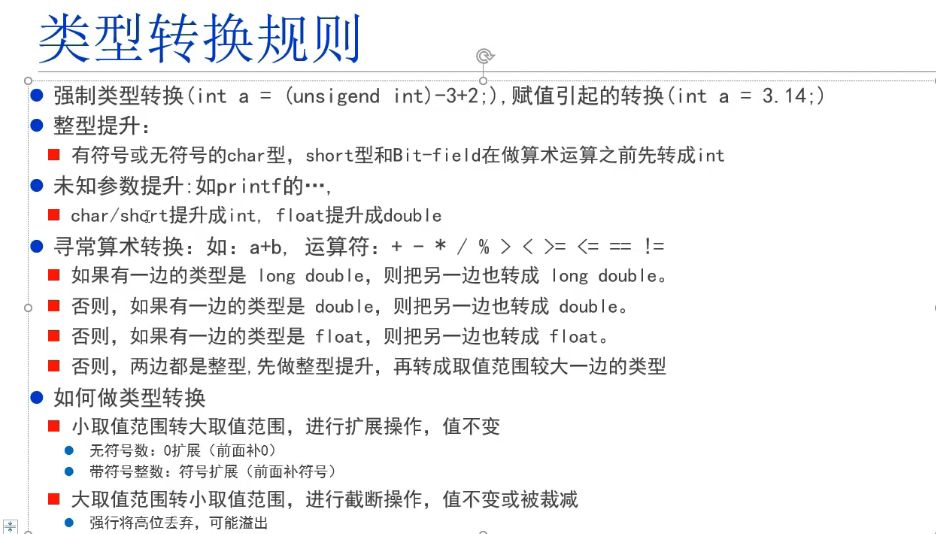 类型转换规则
强制类型转换(int a = (unsigend int)-3+2;),赋值引起的转换(int a = 3.14;)
整型提升:
有符号或无符号的char型，short型和Bit-field在做算术运算之前先转成int
未知参数提升:如printf的…,
char/short提升成int, float提升成double
寻常算术转换：如：a+b, 运算符：+ - * / % > < >= <= == !=
如果有一边的类型是 long double，则把另一边也转成 long double。
否则，如果有一边的类型是 double，则把另一边也转成 double。
否则，如果有一边的类型是 float，则把另一边也转成 float。
否则，两边都是整型,先做整型提升，再转成取值范围较大一边的类型
如何做类型转换
小取值范围转大取值范围，进行扩展操作，值不变
无符号数：0扩展（前面补0）
带符号整数：符号扩展（前面补符号）
大取值范围转小取值范围，进行截断操作，值不变或被裁减
强行将高位丢弃，可能溢出